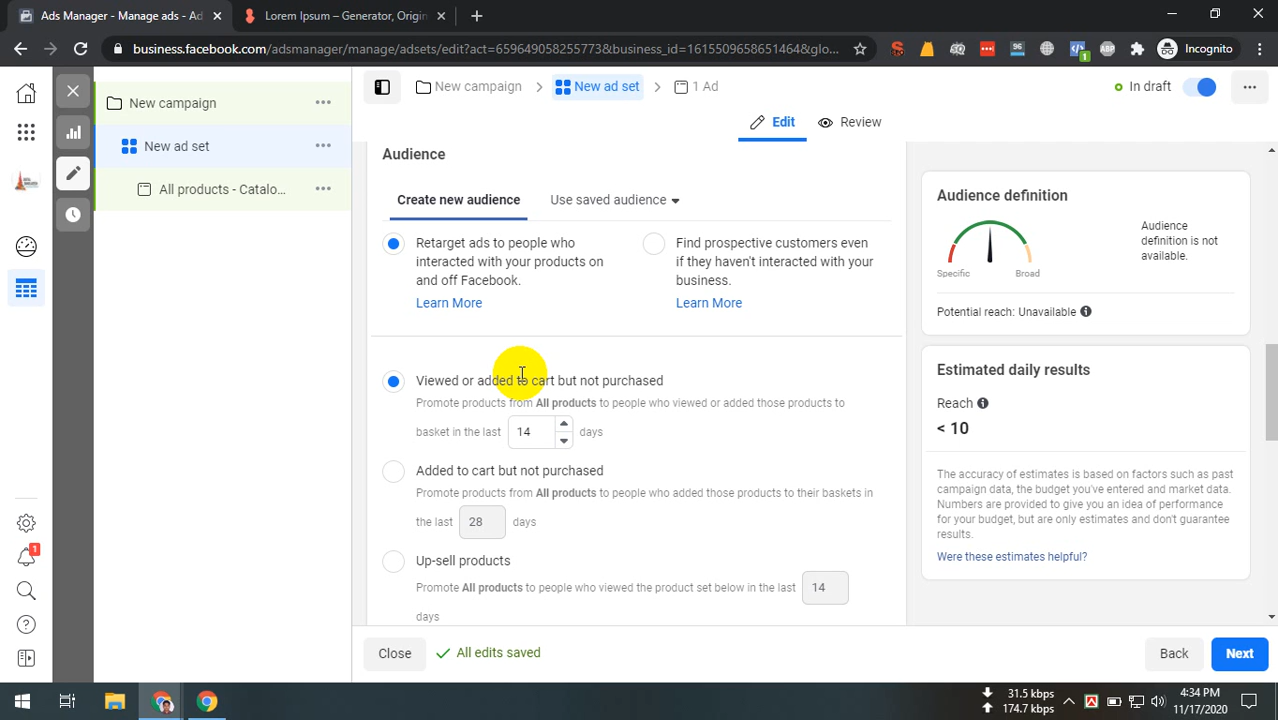 Ads Manager - Manage ads - Ad
Lorem Ipsum – Generator, Origin
business.facebook.com/adsmanager/manage/adsets/edit?act=659649058255773&business_id=1615509658651464&glo...
Incognito
New campaign
New ad set
1 Ad
In draft
New campaign
New ad set
All products - Catalo...
Edit
Review
Audience
Create new audience
Use saved audience
Retarget ads to people who
interacted with your products on
and off Facebook.
Learn More
Find prospective customers even
if they haven't interacted with your
business.
Learn More
Viewed or added to cart but not purchased
Promote products from All products to people who viewed or added those products to
basket in the last 14 days
Added to cart but not purchased
Promote products from All products to people who added those products to their baskets in
the last 28 days
Up-sell products
Promote All products to people who viewed the product set below in the last 14
days
Audience definition
Specific
Broad
Audience
definition is not
available.
Potential reach: Unavailable
Estimated daily results
Reach
< 10
The accuracy of estimates is based on factors such as past
campaign data, the budget you've entered and market data.
Numbers are provided to give you an idea of performance
for your budget, but are only estimates and don't guarantee
results.
Were these estimates helpful?
1
Close
All edits saved
Back
Next
31.5 kbps
174.7 kbps
4:34 PM
11/17/2020